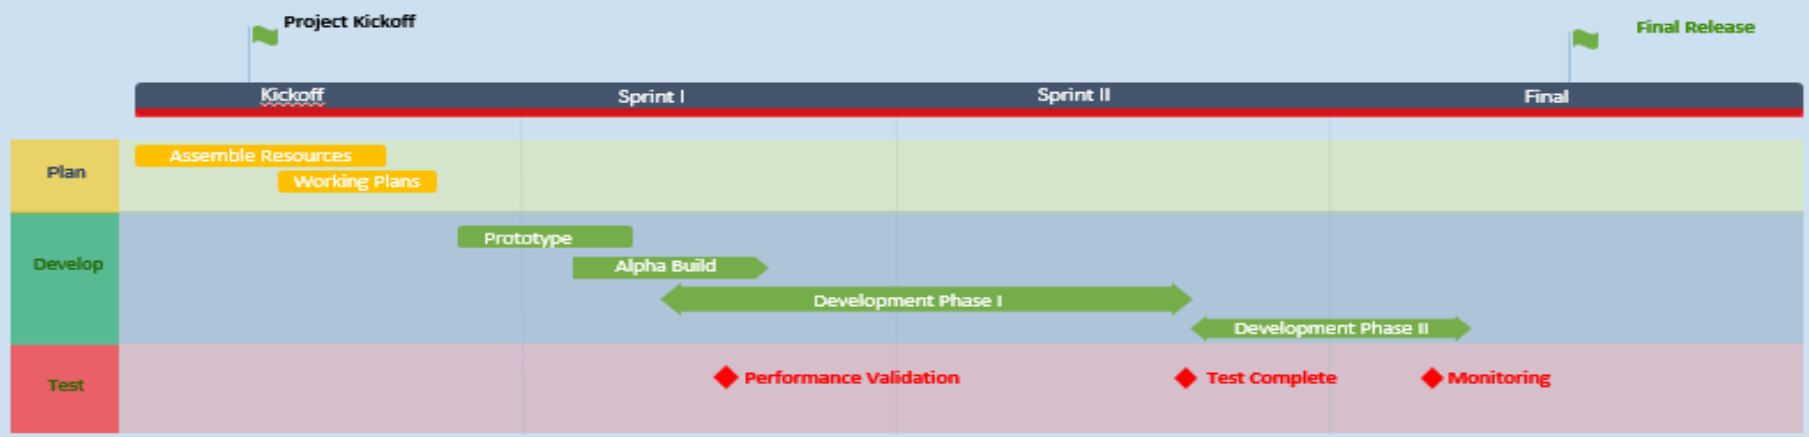 Project Kickoff
Final Release
Kickoff
Sprint I
Sprint II
Final
Plan
Assemble Resources
Working Plans
Develop
Prototype
Alpha Build
Development Phase I
Development Phase II
Test
Performance Validation
Test Complete
Monitoring